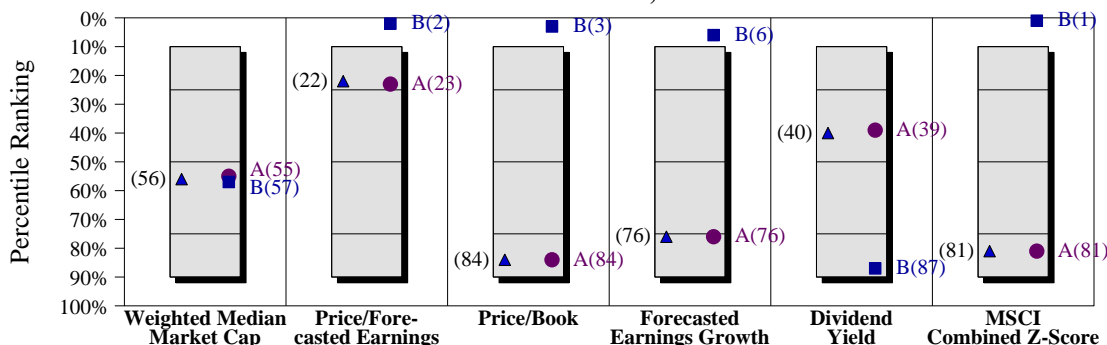 0%
10%
20%
30%
40%
50%
60%
70%
80%
90%
100%
Percentile Ranking
(56)
A(55)
B(57)
(22)
B(2)
A(23)
(84)
B(3)
A(84)
(76)
B(6)
A(76)
(40)
A(39)
B(87)
(81)
B(1)
A(81)
Weighted Median
Market Cap
Price/Fore-
casted Earnings
Price/Book
Forecasted
Earnings Growth
Dividend
Yield
MSCI
Combined Z-Score